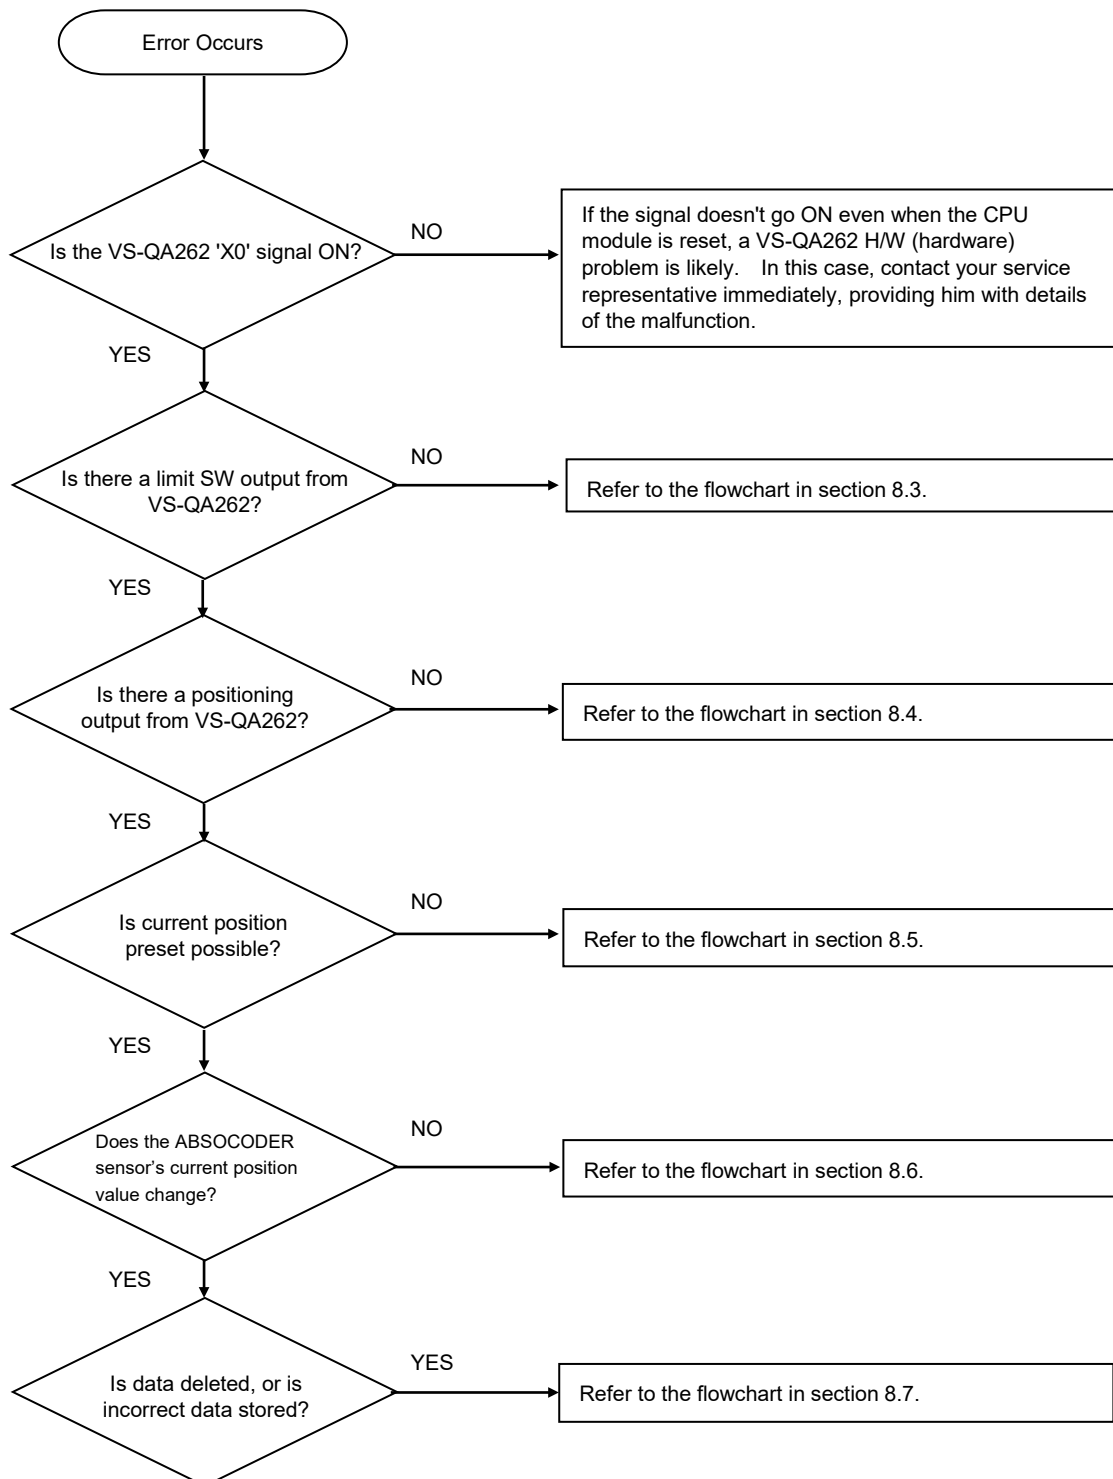 Error Occurs
Is the VS-QA262 'X0' signal ON?
NO
If the signal doesn't go ON even when the CPU
module is reset, a VS-QA262 H/W (hardware)
problem is likely. In this case, contact your service
representative immediately, providing him with details
of the malfunction.
YES
Is there a limit SW output from
VS-QA262?
NO
Refer to the flowchart in section 8.3.
YES
Is there a positioning
output from VS-QA262?
NO
Refer to the flowchart in section 8.4.
YES
Is current position
preset possible?
NO
Refer to the flowchart in section 8.5.
YES
Does the ABSOCODER
sensor’s current position
value change?
NO
Refer to the flowchart in section 8.6.
YES
Is data deleted, or is
incorrect data stored?
YES
Refer to the flowchart in section 8.7.